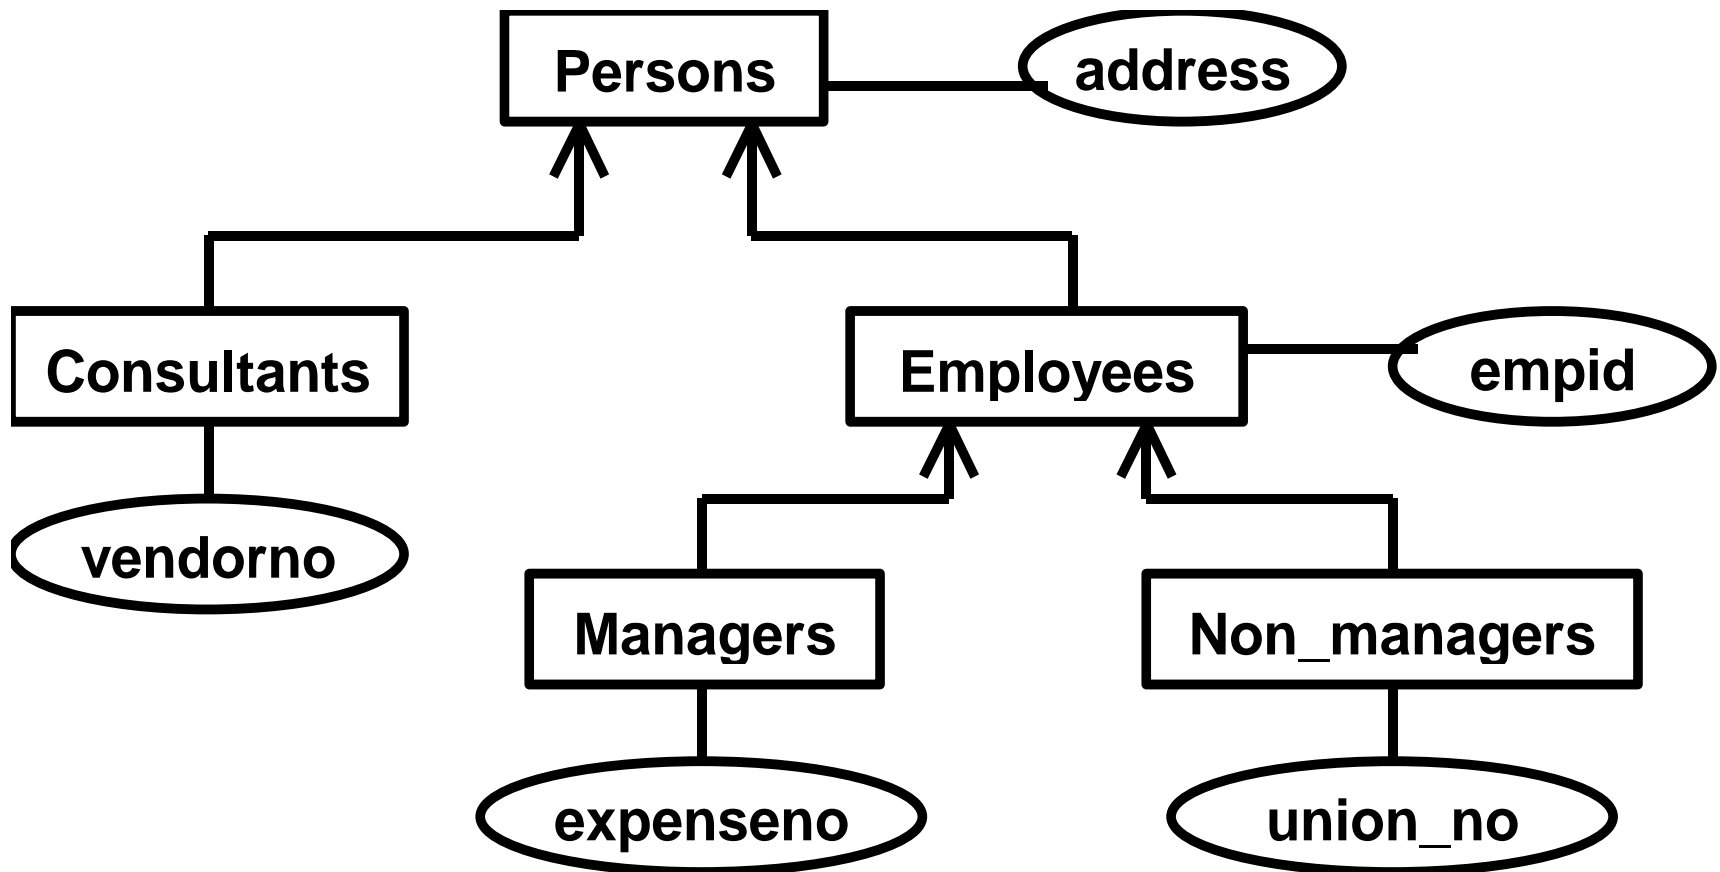 Persons
address
Consultants
Employees
empid
vendorno
Managers
Non_managers
expenseno
union_no